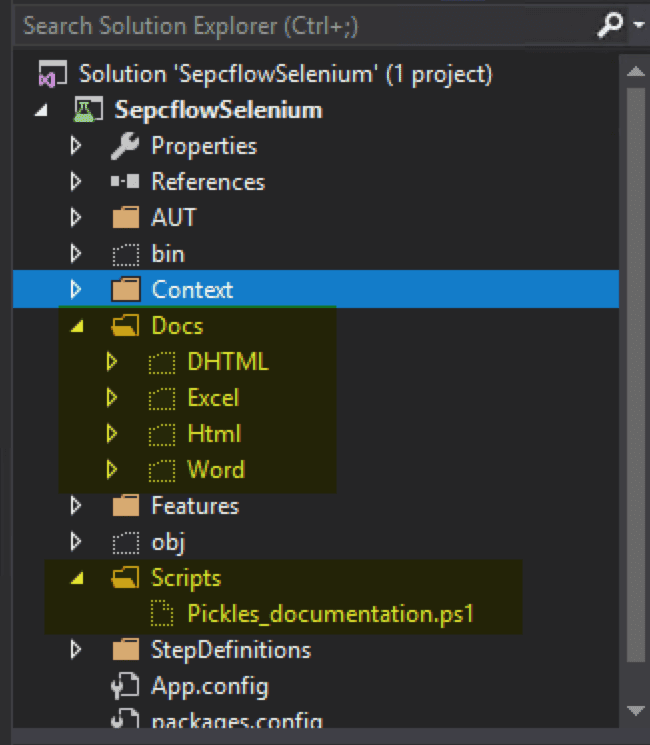 Search Solution Explorer (Ctrl+;)
Solution 'SepcflowSelenium' (1 project)
SepcflowSelenium
Properties
References
AUT
bin
Context
Docs
DHTML
Excel
Html
Word
Features
obj
Scripts
Pickles_documentation.ps1
StepDefinitions
App.config
packages.config